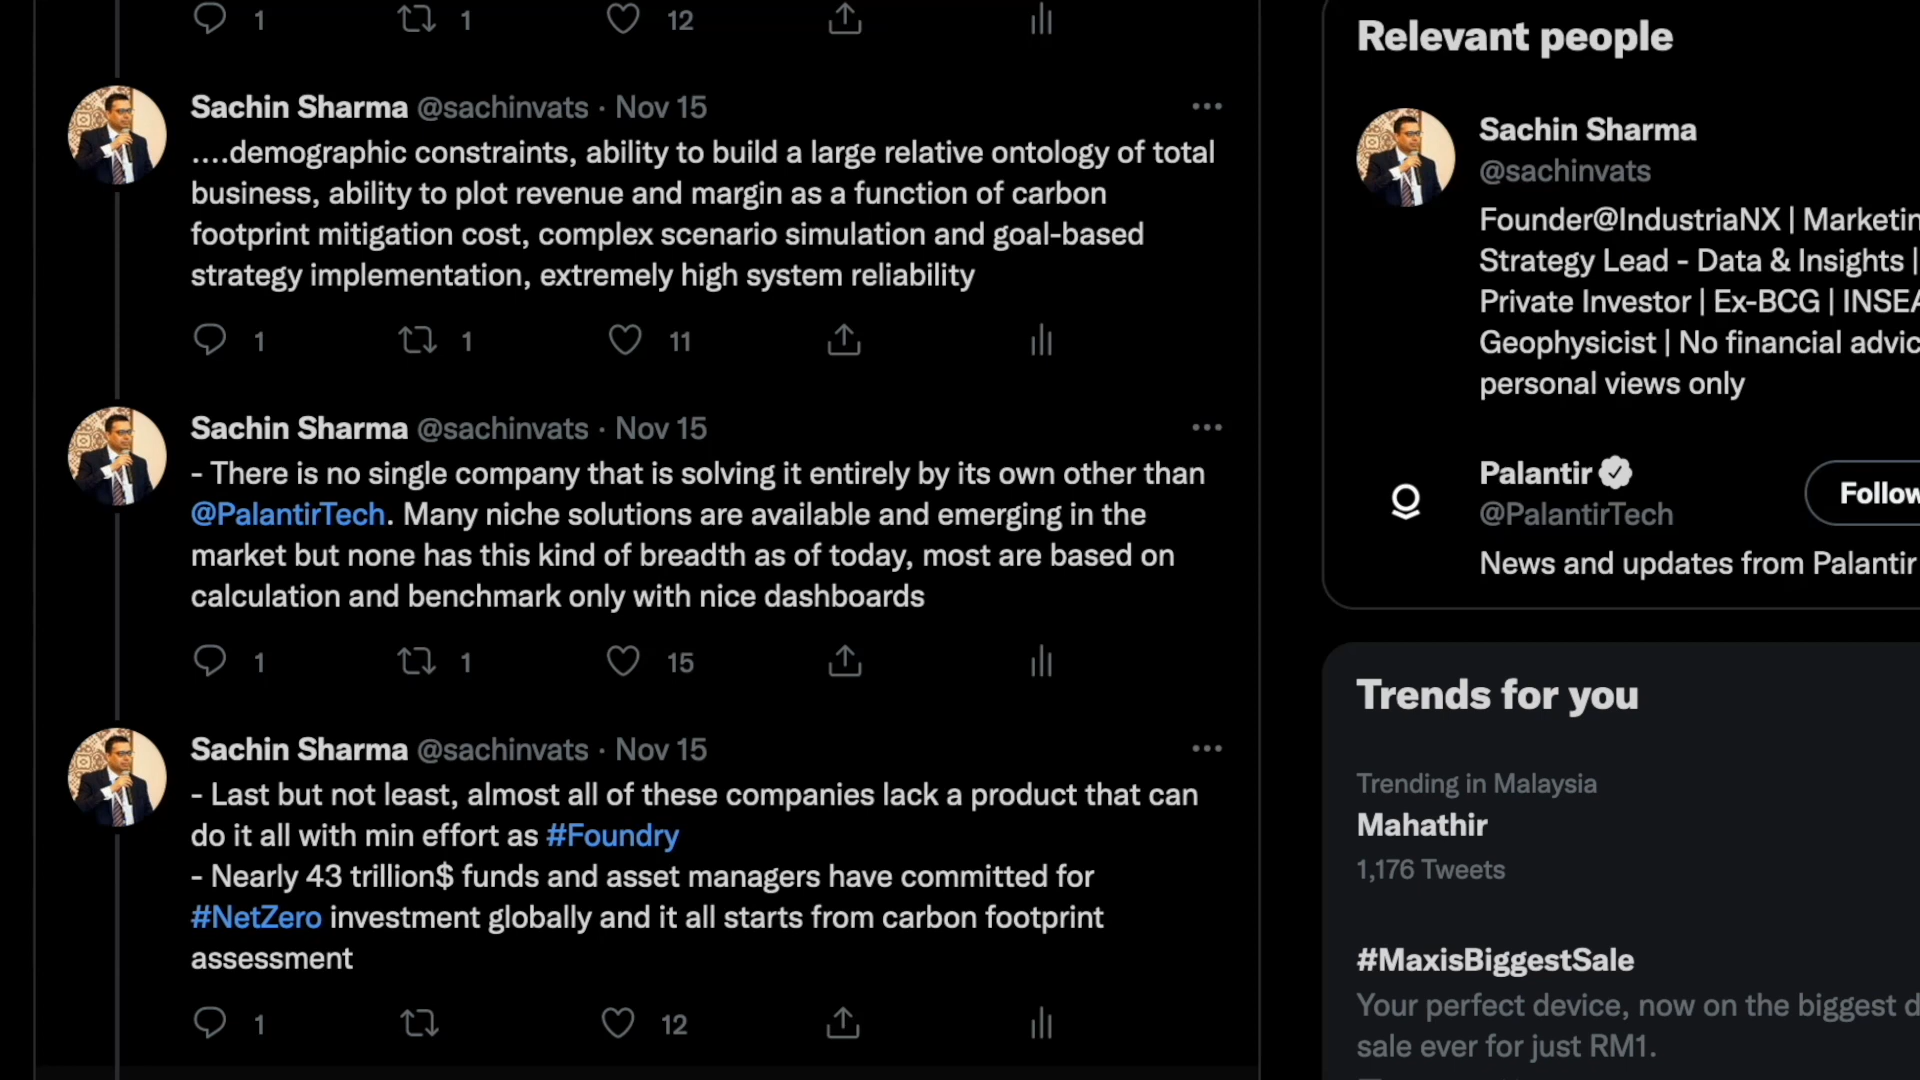 1 1 12
Sachin Sharma @sachinvats · Nov 15
....demographic constraints, ability to build a large relative ontology of total
business, ability to plot revenue and margin as a function of carbon
footprint mitigation cost, complex scenario simulation and goal-based
strategy implementation, extremely high system reliability
1 1 11
Sachin Sharma @sachinvats · Nov 15
- There is no single company that is solving it entirely by its own other than
@PalantirTech. Many niche solutions are available and emerging in the
market but none has this kind of breadth as of today, most are based on
calculation and benchmark only with nice dashboards
1 1 15
Sachin Sharma @sachinvats · Nov 15
- Last but not least, almost all of these companies lack a product that can
do it all with min effort as #Foundry
- Nearly 43 trillion$ funds and asset managers have committed for
#NetZero investment globally and it all starts from carbon footprint
assessment
1 12
Relevant people
Sachin Sharma
@sachinvats
Founder@IndustriaNX | Marketin
Strategy Lead - Data & Insights |
Private Investor | Ex-BCG | INSEA
Geophysicist | No financial advic
personal views only
Palantir
@PalantirTech
Follow
News and updates from Palantir
Trends for you
Trending in Malaysia
Mahathir
1,176 Tweets
#MaxisBiggestSale
Your perfect device, now on the biggest d
sale ever for just RM1.